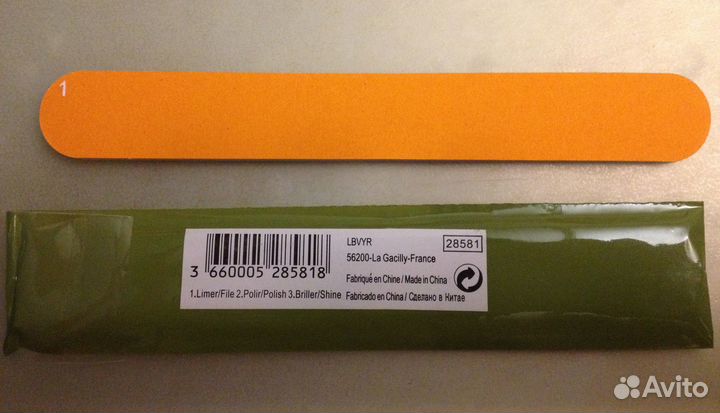 1
LBVYR
28581
56200-La Gacilly-France
3 660005 285818
Fabriqué en Chine / Made in China
1.Limer/File 2.Polir/Polish 3.Briller/Shine Fabricado en China / Сделано в Китае
Avito